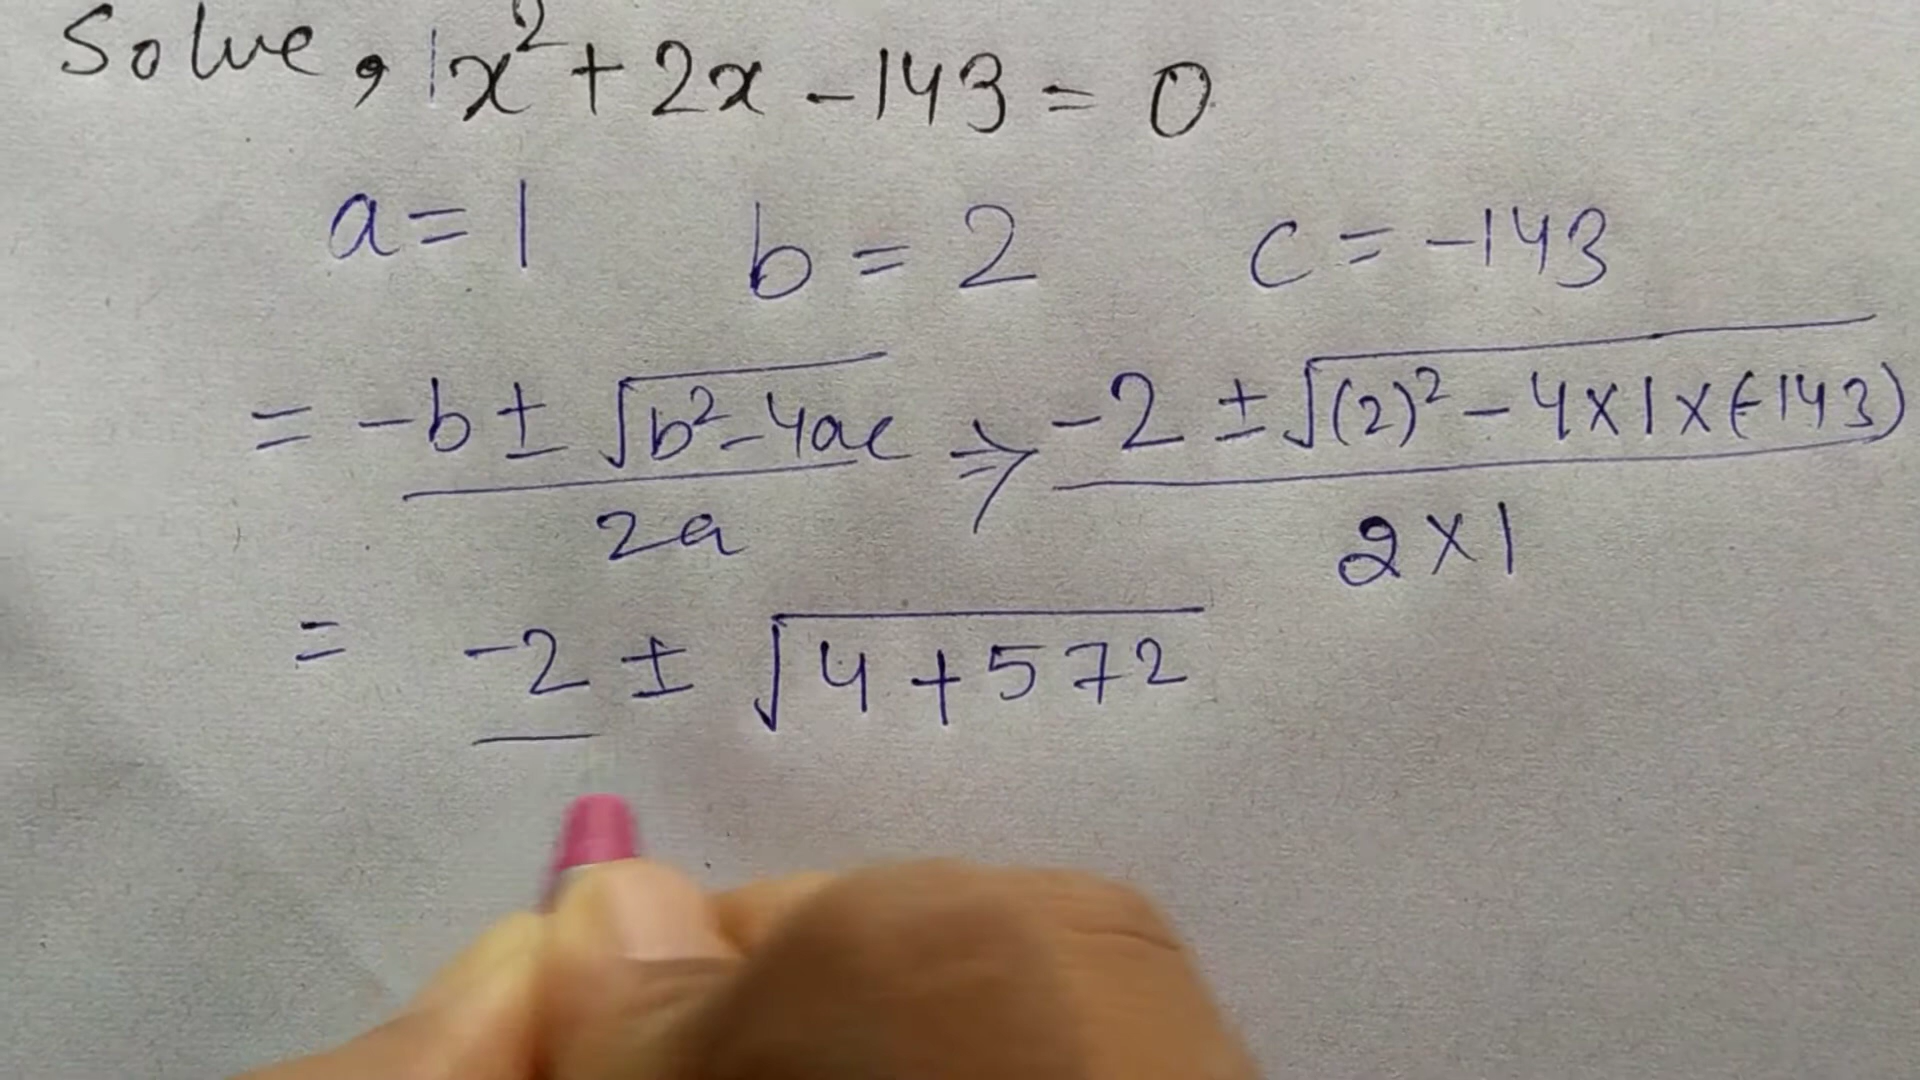 Solve, 1x² + 2x - 143 = 0
a = 1 b = 2 c = -143
= -b ± √b² - 4ac / 2a ⇒ -2 ± √(2)² - 4 × 1 × (-143) / 2 × 1
= -2 ± √4 + 572